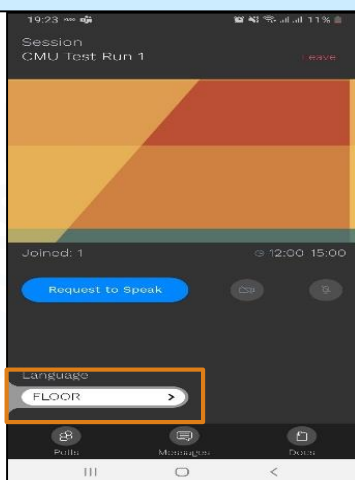 19:23
11%
Session
CMU Test Run 1
Leave
Joined: 1
12:00 15:00
Request to Speak
Language
FLOOR
Polls
Messages
Docs